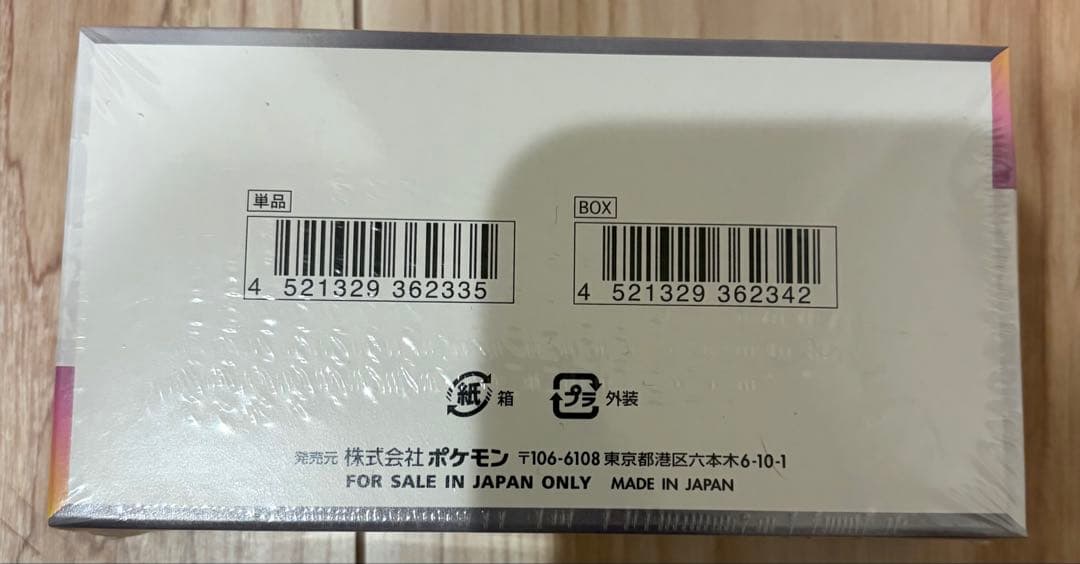 単品
BOX
4 521329 362335
4 521329 362342
紙 箱
プラ 外装
発売元 株式会社 ポケモン 〒106-6108 東京都港区六本木6-10-1
FOR SALE IN JAPAN ONLY MADE IN JAPAN